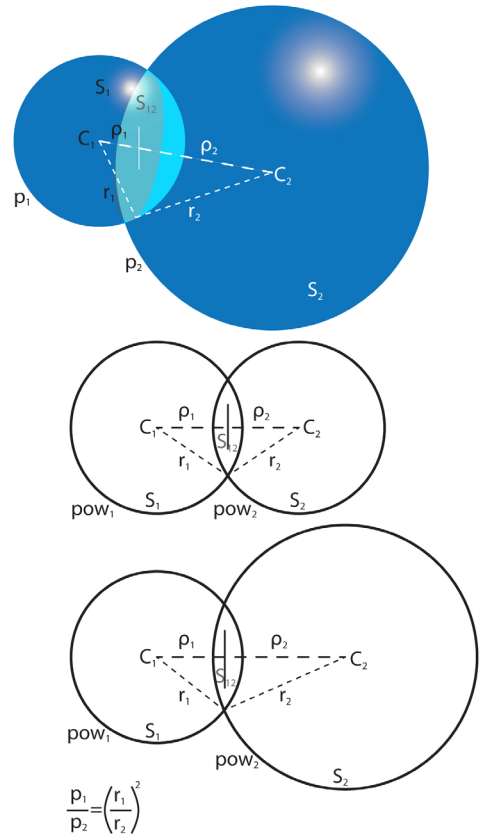 S₁
S₁₂
C₁ ρ₁ ρ₂ C₂
p₁ r₁ r₂
p₂
S₂
ρ₁ ρ₂
C₁ S₁₂ C₂
r₁ r₂
pow₁ S₁ pow₂ S₂
ρ₁ ρ₂
C₁ S₁₂ C₂
r₁ r₂
pow₁ S₁ pow₂ S₂
p₁/p₂=(r₁/r₂)²